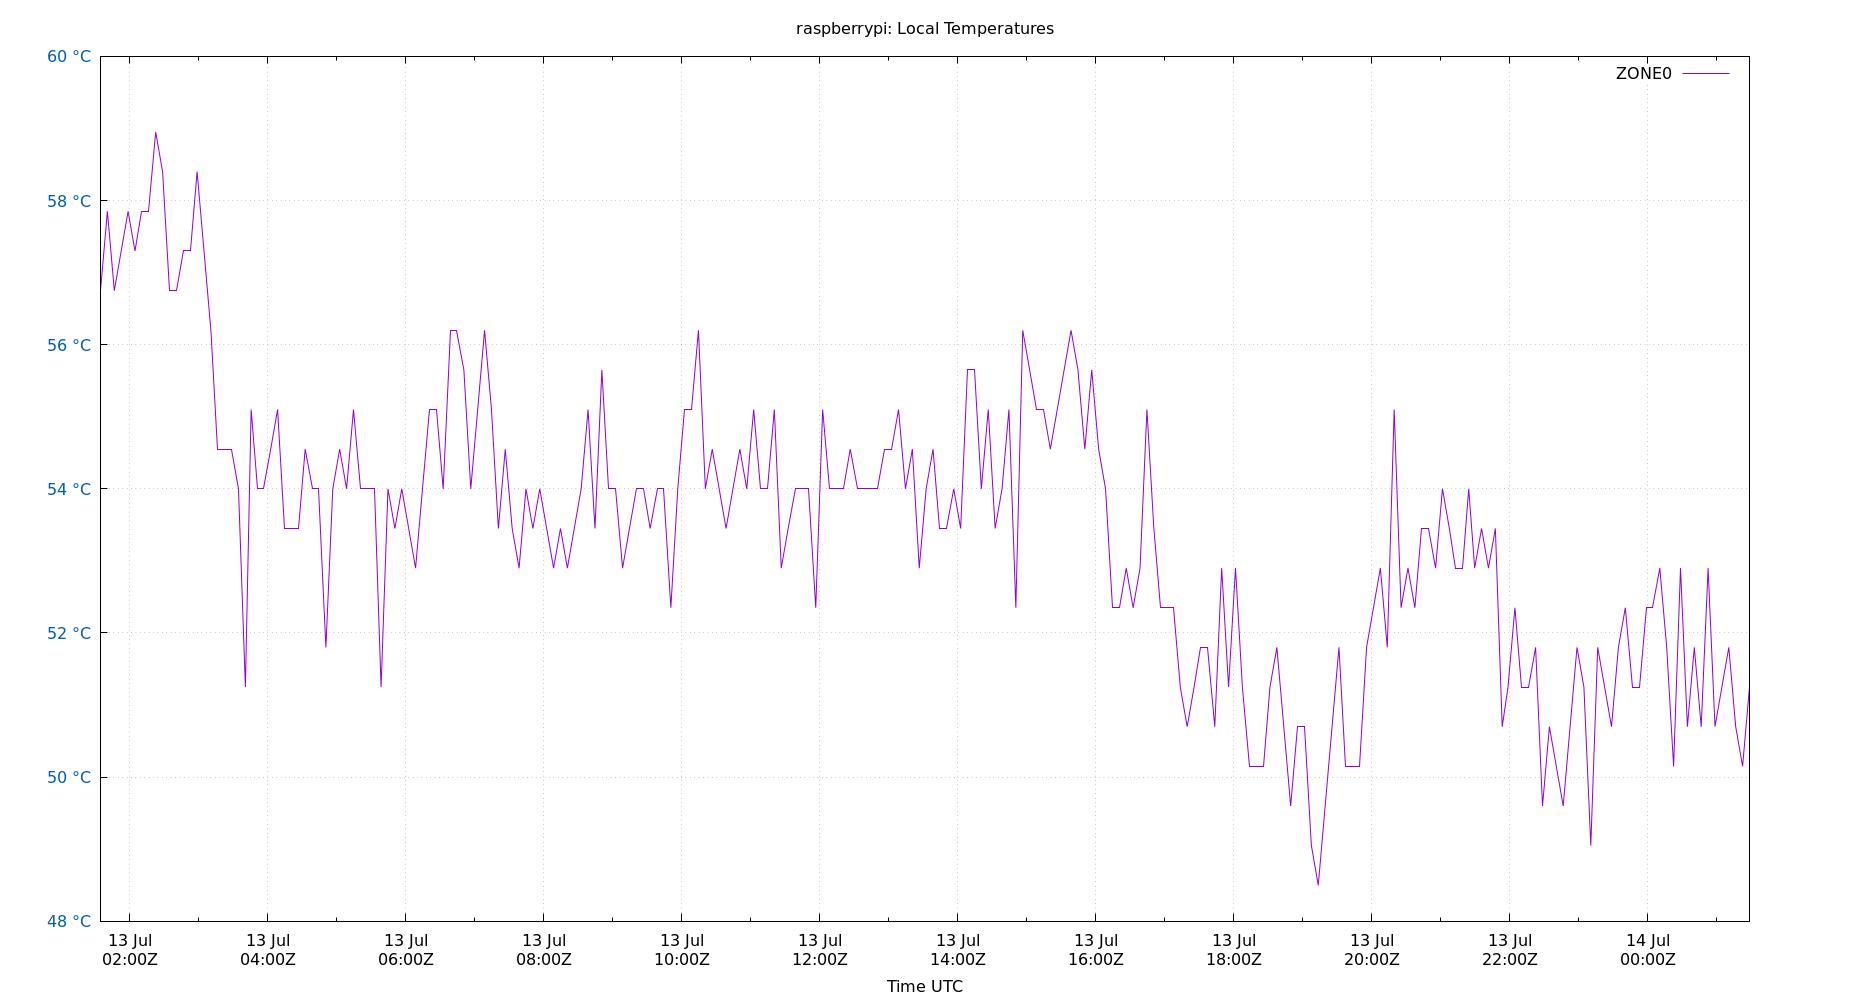 raspberrypi: Local Temperatures
ZONE0
60 °C
58 °C
56 °C
54 °C
52 °C
50 °C
48 °C
13 Jul 13 Jul 13 Jul 13 Jul 13 Jul 13 Jul 13 Jul 13 Jul 13 Jul 13 Jul 13 Jul 14 Jul
02:00Z 04:00Z 06:00Z 08:00Z 10:00Z 12:00Z 14:00Z 16:00Z 18:00Z 20:00Z 22:00Z 00:00Z
Time UTC